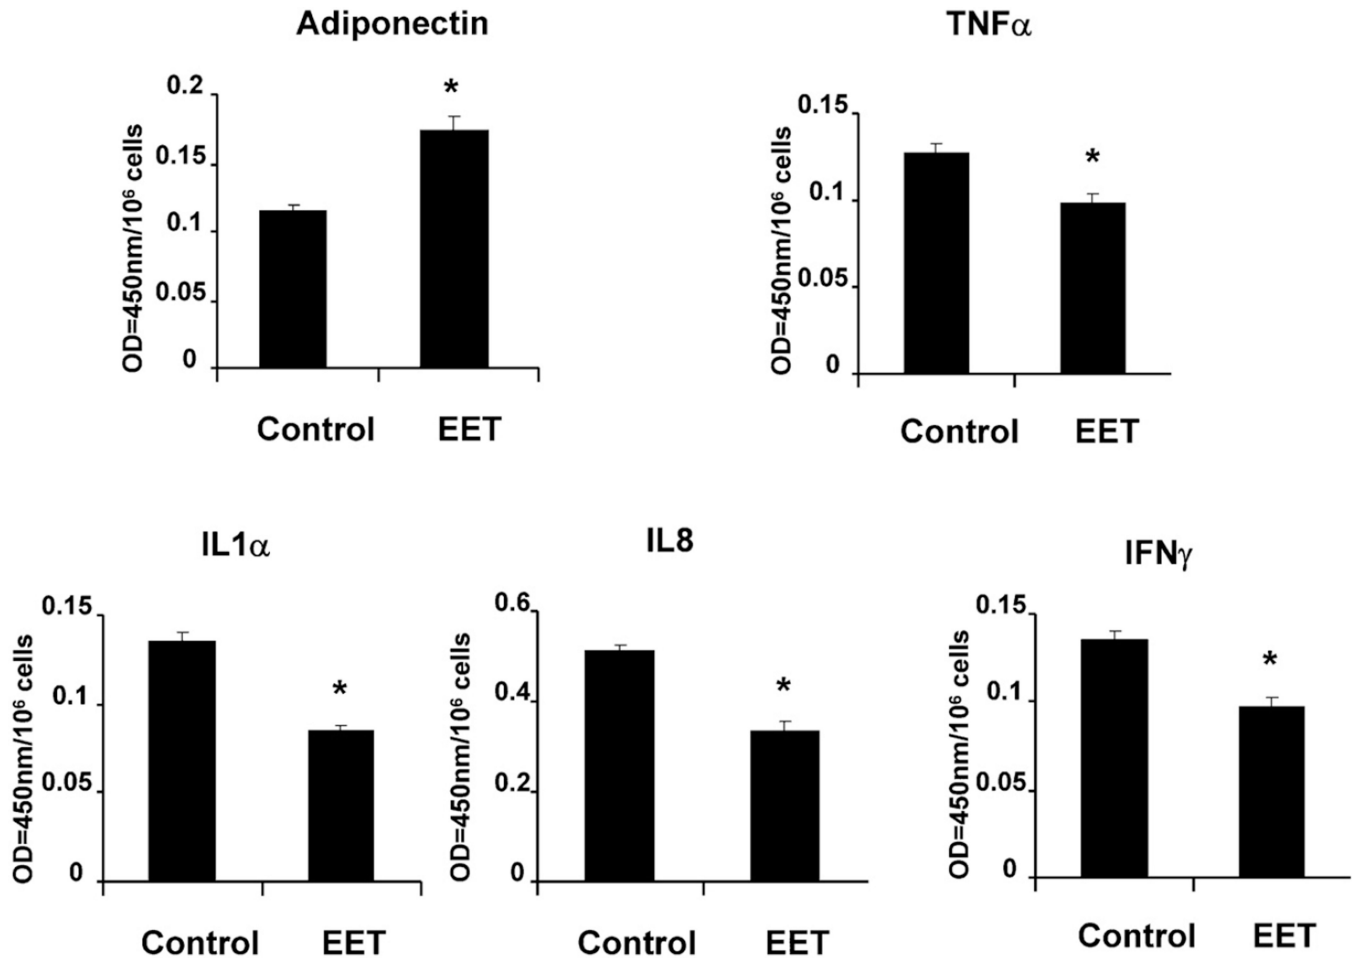 Adiponectin
OD=450nm/10⁶ cells
0.2
*
0.15
0.1
0.05
0
Control EET
TNFα
OD=450nm/10⁶ cells
0.15
*
0.1
0.05
0
Control EET
IL1α
OD=450nm/10⁶ cells
0.15
0.1
*
0.05
0
Control EET
IL8
OD=450nm/10⁶ cells
0.6
*
0.4
0.2
0
Control EET
IFNγ
OD=450nm/10⁶ cells
0.15
*
0.1
0.05
0
Control EET